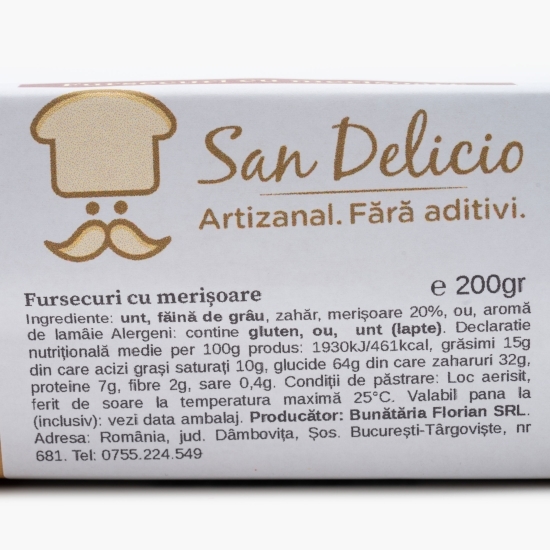 San Delicio
Artizanal. Fără aditivi.
Fursecuri cu merișoare e 200gr
Ingrediente: unt, făină de grâu, zahăr, merișoare 20%, ou, aromă
de lamâie Alergeni: contine gluten, ou, unt (lapte). Declaratie
nutrițională medie per 100g produs: 1930kJ/461kcal, grăsimi 15g
din care acizi grași saturați 10g, glucide 64g din care zaharuri 32g,
proteine 7g, fibre 2g, sare 0,4g. Condiții de păstrare: Loc aerisit,
ferit de soare la temperatura maximă 25°C. Valabil pana la
(inclusiv): vezi data ambalaj. Producător: Bunătăria Florian SRL.
Adresa: România, jud. Dâmbovița, Șos. București-Târgoviște, nr
681. Tel: 0755.224.549